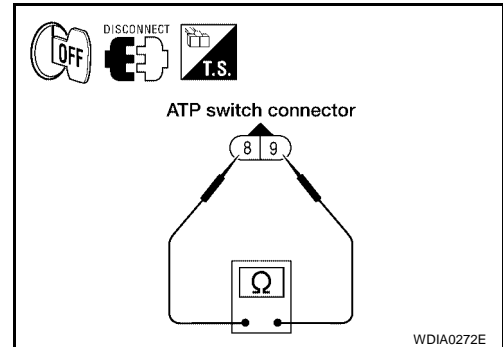 OFF
DISCONNECT
T.S.
ATP switch connector
8 9
Ω
WDIA0272E